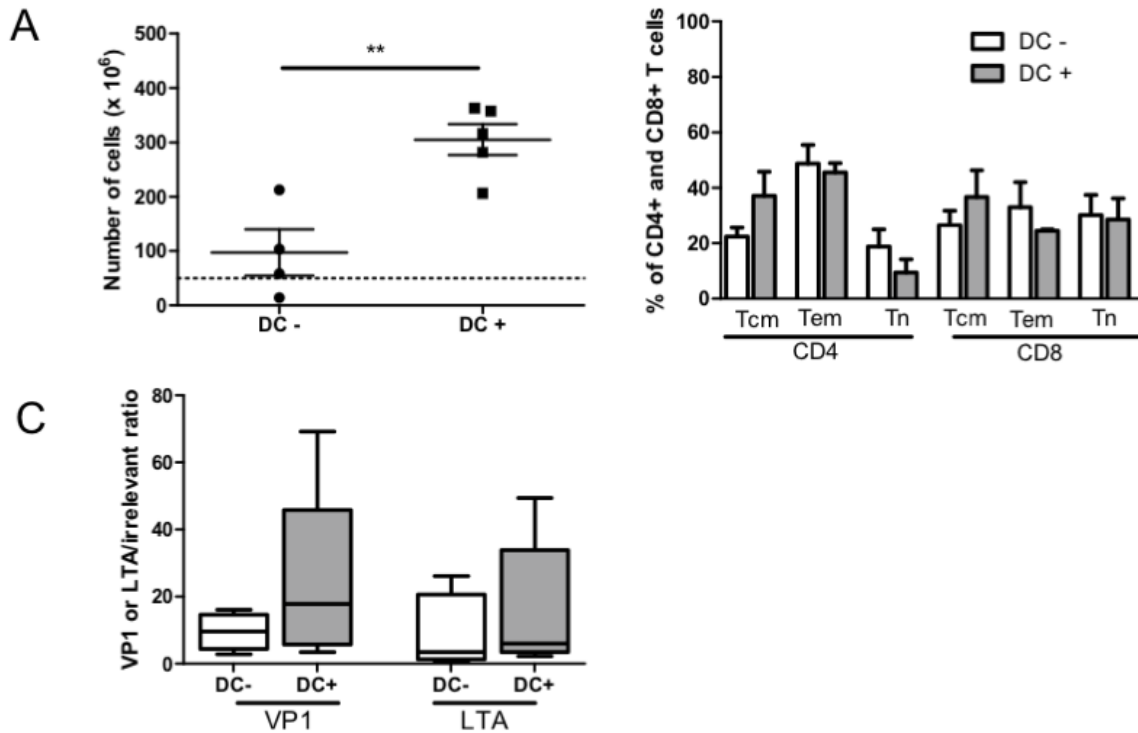 A
Number of cells (x 10⁶)
500
400
300
200
100
0
**
DC -
DC +
% of CD4+ and CD8+ T cells
100
80
60
40
20
0
DC -
DC +
Tcm
Tem
Tn
Tcm
Tem
Tn
CD4
CD8
C
VP1 or LTA/irrelevant ratio
80
60
40
20
0
DC-
DC+
DC-
DC+
VP1
LTA